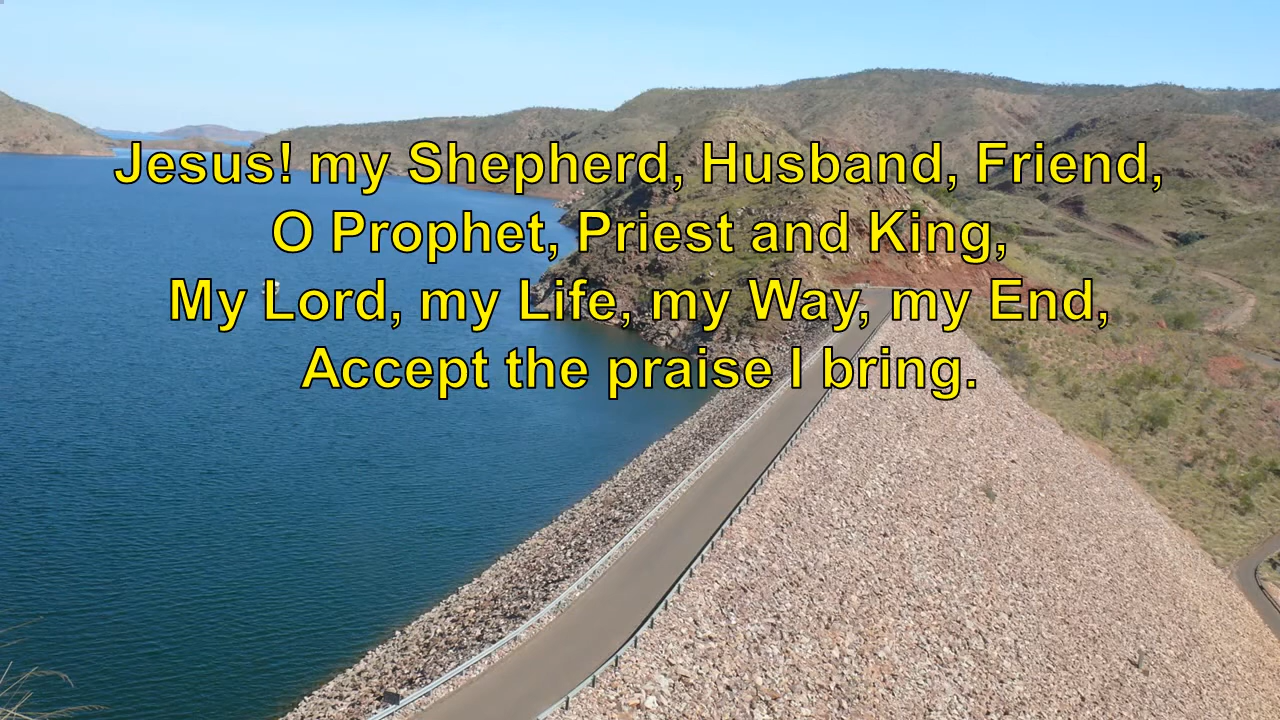 Jesus! my Shepherd, Husband, Friend,
O Prophet, Priest and King,
My Lord, my Life, my Way, my End,
Accept the praise I bring.